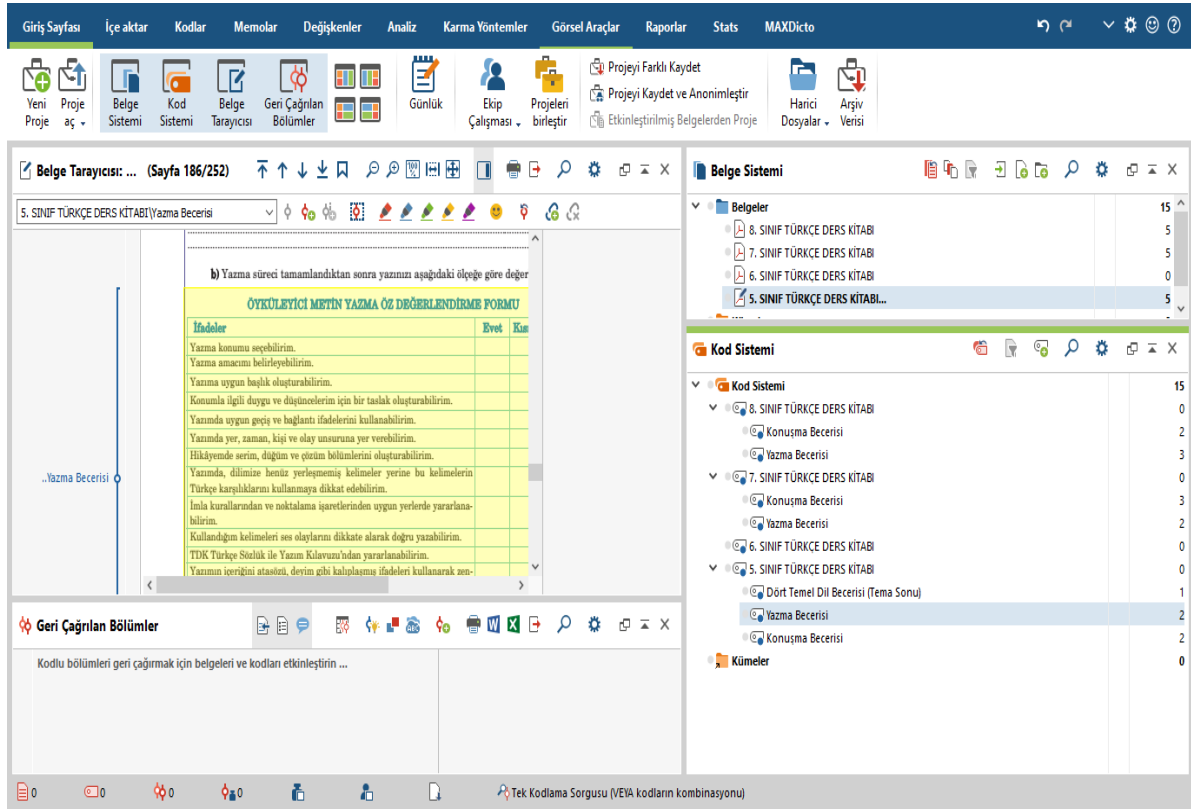 Giriş Sayfası İçe aktar Kodlar Memolar Değişkenler Analiz Karma Yöntemler Görsel Araçlar Raporlar Stats MAXDicto
Yeni Proje
Proje aç
Belge Sistemi
Kod Sistemi
Belge Tarayıcısı
Geri Çağrılan Bölümler
Günlük
Ekip Çalışması
Projeleri birleştir
Projeyi Farklı Kaydet
Projeyi Kaydet ve Anonimleştir
Etkinleştirilmiş Belgelerden Proje
Harici Dosyalar
Arşiv Verisi
Belge Tarayıcısı: ... (Sayfa 186/252)
5. SINIF TÜRKÇE DERS KİTABI\Yazma Becerisi
b) Yazma süreci tamamlandıktan sonra yazınızı aşağıdaki ölçeğe göre değer
ÖYKÜLEYİCİ METİN YAZMA ÖZ DEĞERLENDİRME FORMU
İfadeler Evet Kıs
Yazma konumu seçebilirim.
Yazma amacımı belirleyebilirim.
Yazıma uygun başlık oluşturabilirim.
Konumla ilgili duygu ve düşüncelerim için bir taslak oluşturabilirim.
Yazımda uygun geçiş ve bağlantı ifadelerini kullanabilirim.
Yazımda yer, zaman, kişi ve olay unsuruna yer verebilirim.
Hikâyemde serim, düğüm ve çözüm bölümlerini oluşturabilirim.
Yazımda, dilimize henüz yerleşmemiş kelimeler yerine bu kelimelerin
Türkçe karşılıklarını kullanmaya dikkat edebilirim.
İmla kurallarından ve noktalama işaretlerinden uygun yerlerde yararlana-
bilirim.
Kullandığım kelimeleri ses olaylarını dikkate alarak doğru yazabilirim.
TDK Türkçe Sözlük ile Yazım Kılavuzu'ndan yararlanabilirim.
Yazımın içeriğini atasözü, deyim gibi kalıplaşmış ifadeleri kullanarak zen-
..Yazma Becerisi
Geri Çağrılan Bölümler
Kodlu bölümleri geri çağırmak için belgeleri ve kodları etkinleştirin ...
Belge Sistemi
Belgeler 15
8. SINIF TÜRKÇE DERS KİTABI 5
7. SINIF TÜRKÇE DERS KİTABI 5
6. SINIF TÜRKÇE DERS KİTABI 0
5. SINIF TÜRKÇE DERS KİTABI... 5
Kod Sistemi
Kod Sistemi 15
8. SINIF TÜRKÇE DERS KİTABI 0
Konuşma Becerisi 2
Yazma Becerisi 3
7. SINIF TÜRKÇE DERS KİTABI 0
Konuşma Becerisi 3
Yazma Becerisi 2
6. SINIF TÜRKÇE DERS KİTABI 0
5. SINIF TÜRKÇE DERS KİTABI 0
Dört Temel Dil Becerisi (Tema Sonu) 1
Yazma Becerisi 2
Konuşma Becerisi 2
Kümeler 0
0 0 0 0 Tek Kodlama Sorgusu (VEYA kodların kombinasyonu)